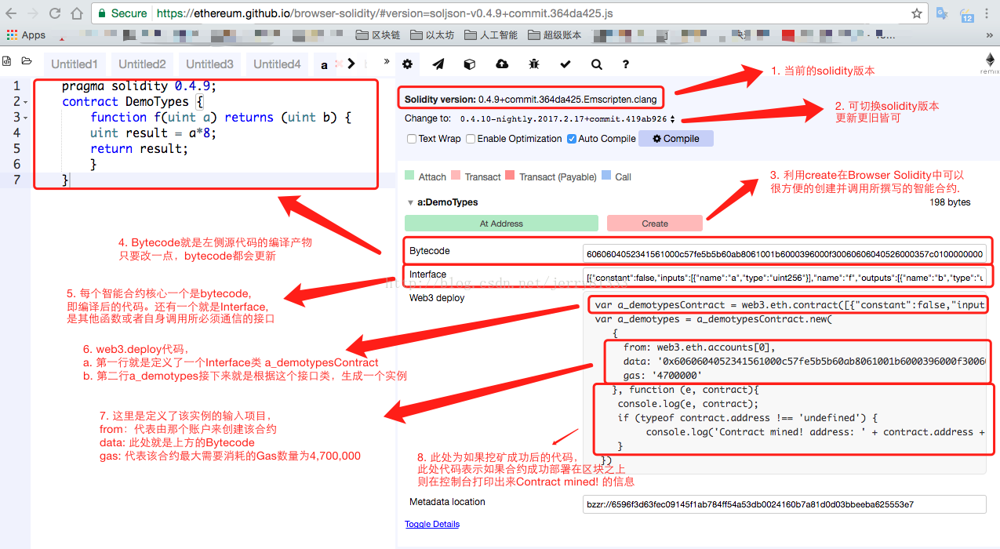 Secure https://ethereum.github.io/browser-solidity/#version=soljson-v0.4.9+commit.364da425.js
12
Apps 区块链 以太坊 人工智能 超级账本
»
Untitled1 Untitled2 Untitled3 Untitled4 a » ?
remix
1 pragma solidity 0.4.9;
2 contract DemoTypes {
3 function f(uint a) returns (uint b) {
4 uint result = a*8;
5 return result;
6 }
7 }
Solidity version: 0.4.9+commit.364da425.Emscripten.clang
Change to: 0.4.10-nightly.2017.2.17+commit.419ab926
Text Wrap Enable Optimization Auto Compile Compile
1. 当前的solidity版本
2. 可切换solidity版本
更新更旧皆可
Attach Transact Transact (Payable) Call
3. 利用create在Browser Solidity中可以
很方便的创建并调用所撰写的智能合约.
a:DemoTypes 198 bytes
At Address Create
4. Bytecode就是左侧源代码的编译产物
只要改一点，bytecode都会更新
Bytecode 6060604052341561000c57fe5b5b60ab8061001b6000396000f30060606040526000357c0100000000
Interface [{"constant":false,"inputs":[{"name":"a","type":"uint256"}],"name":"f","outputs":[{"name":"b","type":"u
5. 每个智能合约核心一个是bytecode,
即编译后的代码。还有一个就是Interface,
是其他函数或者自身调用所必须通信的接口
Web3 deploy
var a_demotypesContract = web3.eth.contract([{"constant":false,"input
var a_demotypes = a_demotypesContract.new(
{
from: web3.eth.accounts[0],
data: '0x6060604052341561000c57fe5b5b60ab8061001b6000396000f3006
gas: '4700000'
}, function (e, contract){
console.log(e, contract);
if (typeof contract.address !== 'undefined') {
console.log('Contract mined! address: ' + contract.address +
}
})
6. web3.deploy代码，
a. 第一行就是定义了一个Interface类 a_demotypesContract
b. 第二行a_demotypes接下来就是根据这个接口类，生成一个实例
7. 这里是定义了该实例的输入项目，
from：代表由那个账户来创建该合约
data: 此处就是上方的Bytecode
gas: 代表该合约最大需要消耗的Gas数量为4,700,000
8. 此处为如果挖矿成功后的代码，
此处代码表示如果合约成功部署在区块之上
则在控制台打印出来Contract mined! 的信息
Metadata location bzzr://6596f3d63fec09145f1ab784ff54a53db0024160b7a81d0d03bbeeba625553e7
Toggle Details